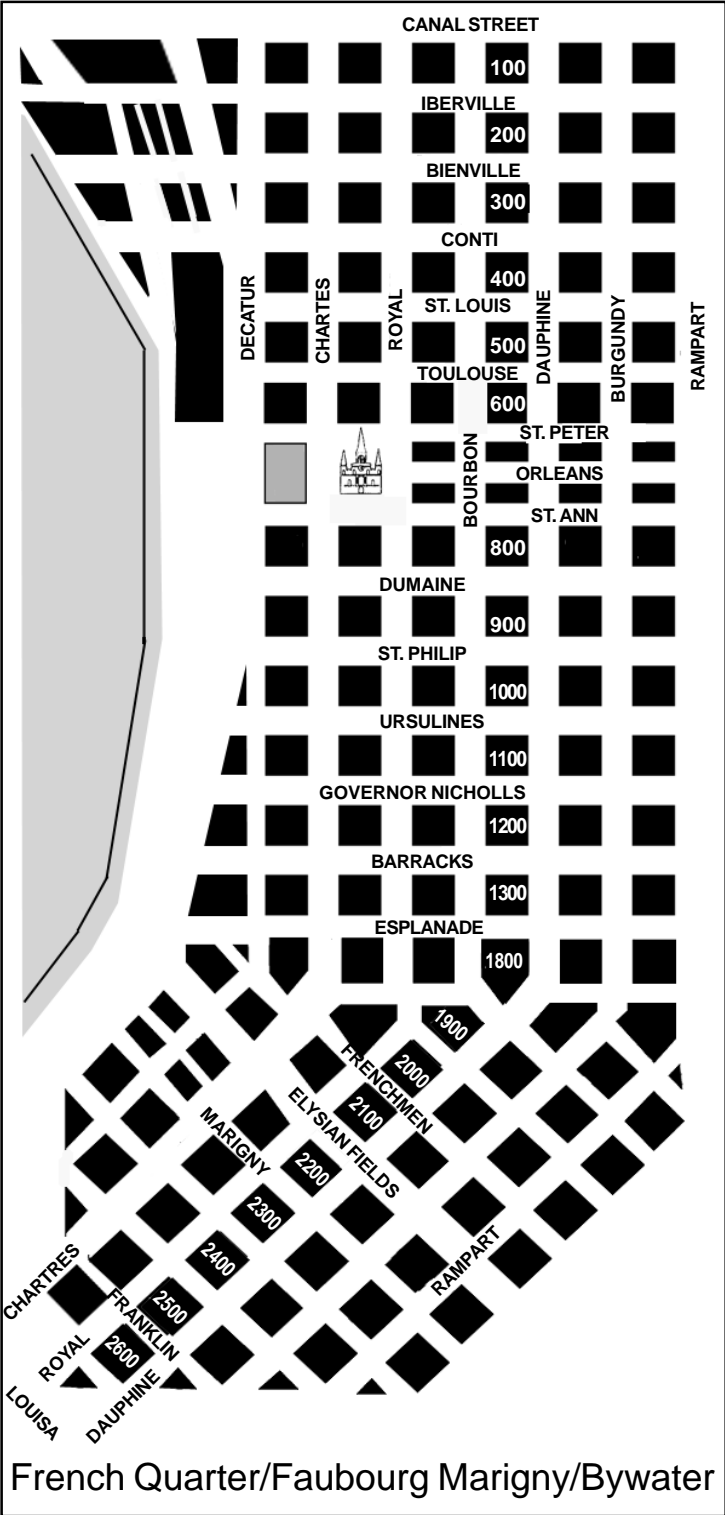 CANAL STREET
100
IBERVILLE
200
BIENVILLE
300
CONTI
400
DECATUR
CHARTES
ROYAL
ST. LOUIS
DAUPHINE
BURGUNDY
RAMPART
500
TOULOUSE
600
ST. PETER
BOURBON
ORLEANS
ST. ANN
800
DUMAINE
900
ST. PHILIP
1000
URSULINES
1100
GOVERNOR NICHOLLS
1200
BARRACKS
1300
ESPLANADE
1800
1900
FRENCHMEN
2000
ELYSIAN FIELDS
2100
MARIGNY
2200
2300
2400
RAMPART
CHARTRES
FRANKLIN
2500
ROYAL
2600
DAUPHINE
LOUISA
French Quarter/Faubourg Marigny/Bywater